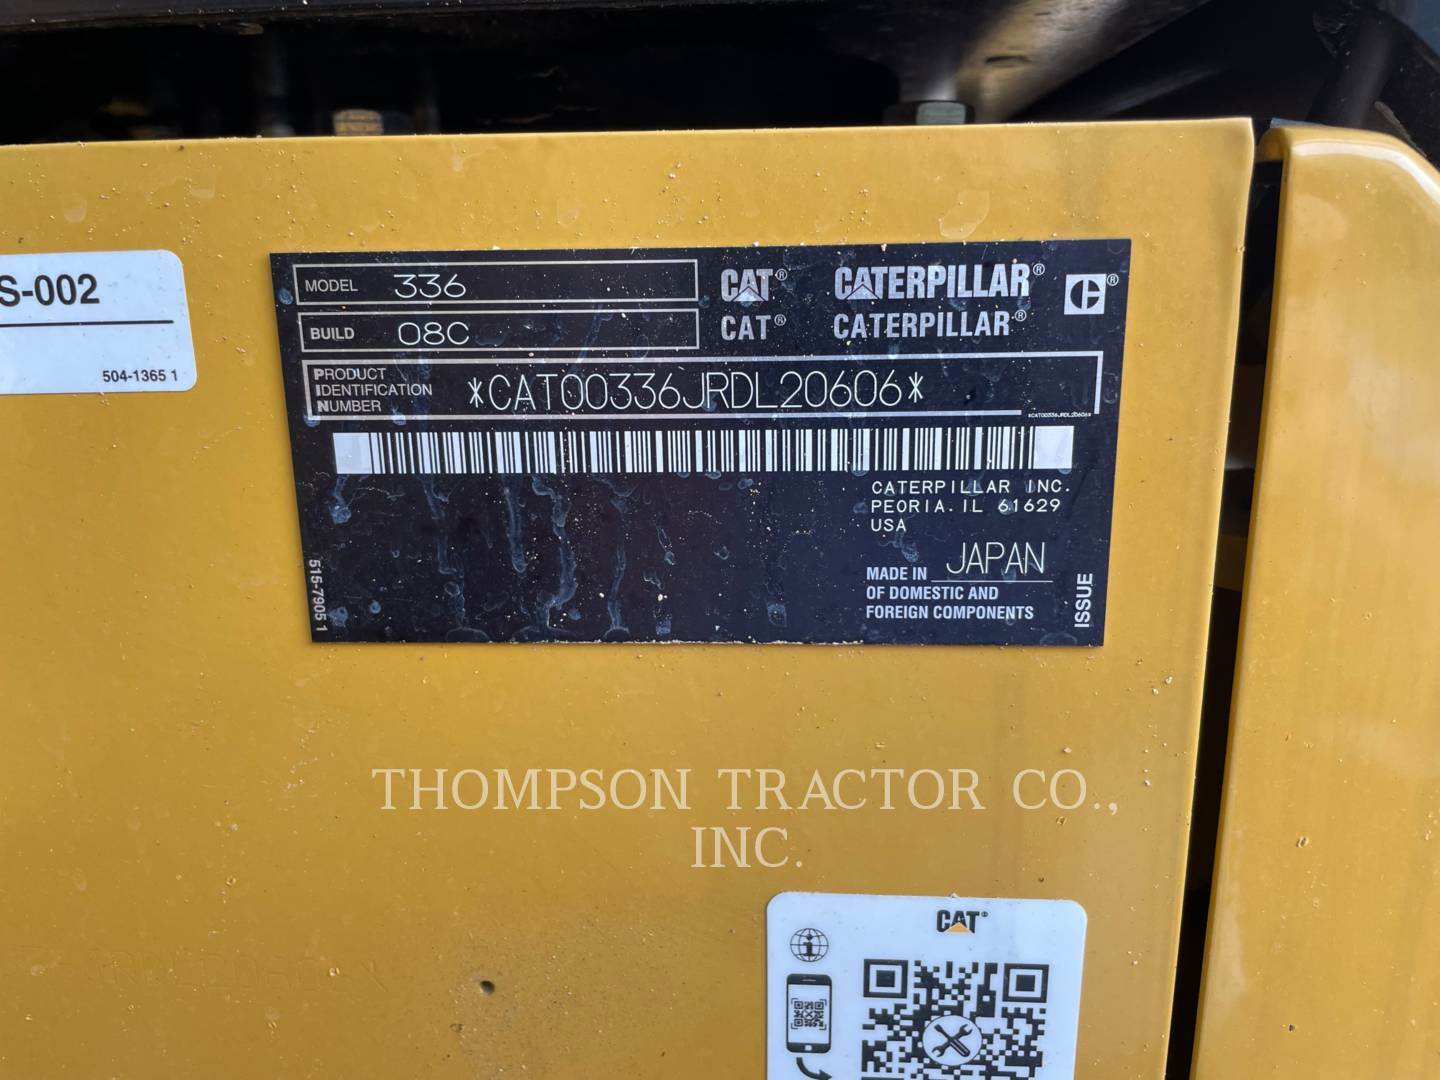 S-002
504-1365 1
MODEL 336
BUILD 08C
CAT® CATERPILLAR®
CAT® CATERPILLAR®
PRODUCT
IDENTIFICATION
NUMBER
*CAT00336JRDL20606*
*CAT00336JRDL20606*
CATERPILLAR INC.
PEORIA. IL 61629
USA
MADE IN JAPAN
OF DOMESTIC AND
FOREIGN COMPONENTS
ISSUE
515-7905 1
THOMPSON TRACTOR CO.,
INC.
CAT®